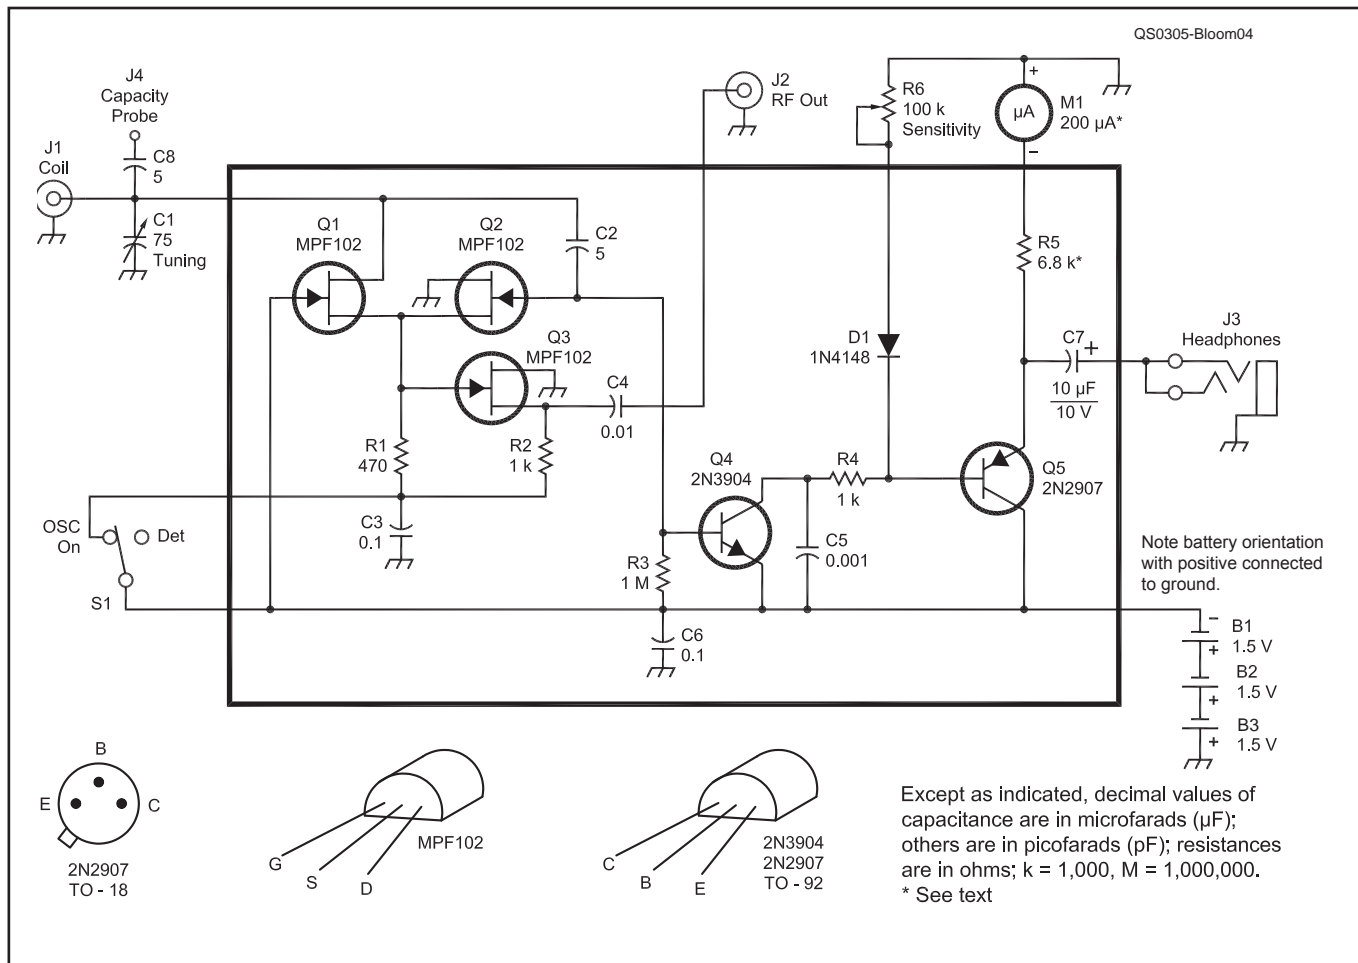 QS0305-Bloom04
J4
Capacity
Probe
J1
Coil
C8
5
C1
75
Tuning
J2
RF Out
R6
100 k
Sensitivity
+
µA
M1
200 µA*
–
Q1
MPF102
Q2
MPF102
C2
5
R5
6.8 k*
Q3
MPF102
D1
1N4148
C7
+
10 µF
10 V
J3
Headphones
C4
0.01
R1
470
R2
1 k
Q4
2N3904
R4
1 k
Q5
2N2907
OSC
On
Det
S1
C3
0.1
R3
1 M
C5
0.001
C6
0.1
Note battery orientation
with positive connected
to ground.
–
B1
1.5 V
+
B2
1.5 V
+
B3
1.5 V
+
B
E
C
2N2907
TO - 18
MPF102
G
S
D
2N3904
2N2907
TO - 92
C
B
E
Except as indicated, decimal values of
capacitance are in microfarads (µF);
others are in picofarads (pF); resistances
are in ohms; k = 1,000, M = 1,000,000.
* See text